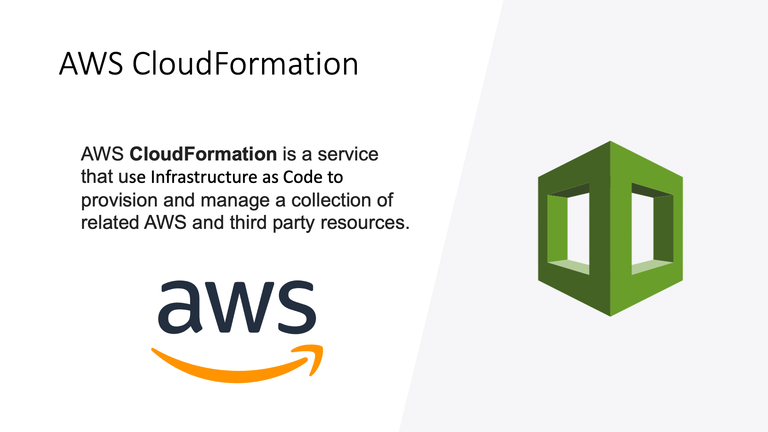 AWS CloudFormation
AWS CloudFormation is a service
that use Infrastructure as Code to
provision and manage a collection of
related AWS and third party resources.
aws